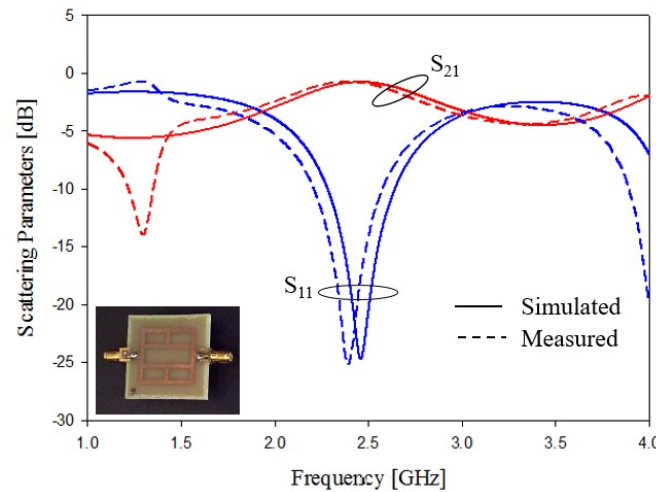 5
0
-5
-10
-15
-20
-25
-30
Scattering Parameters [dB]
S21
S11
Simulated
Measured
1.0 1.5 2.0 2.5 3.0 3.5 4.0
Frequency [GHz]